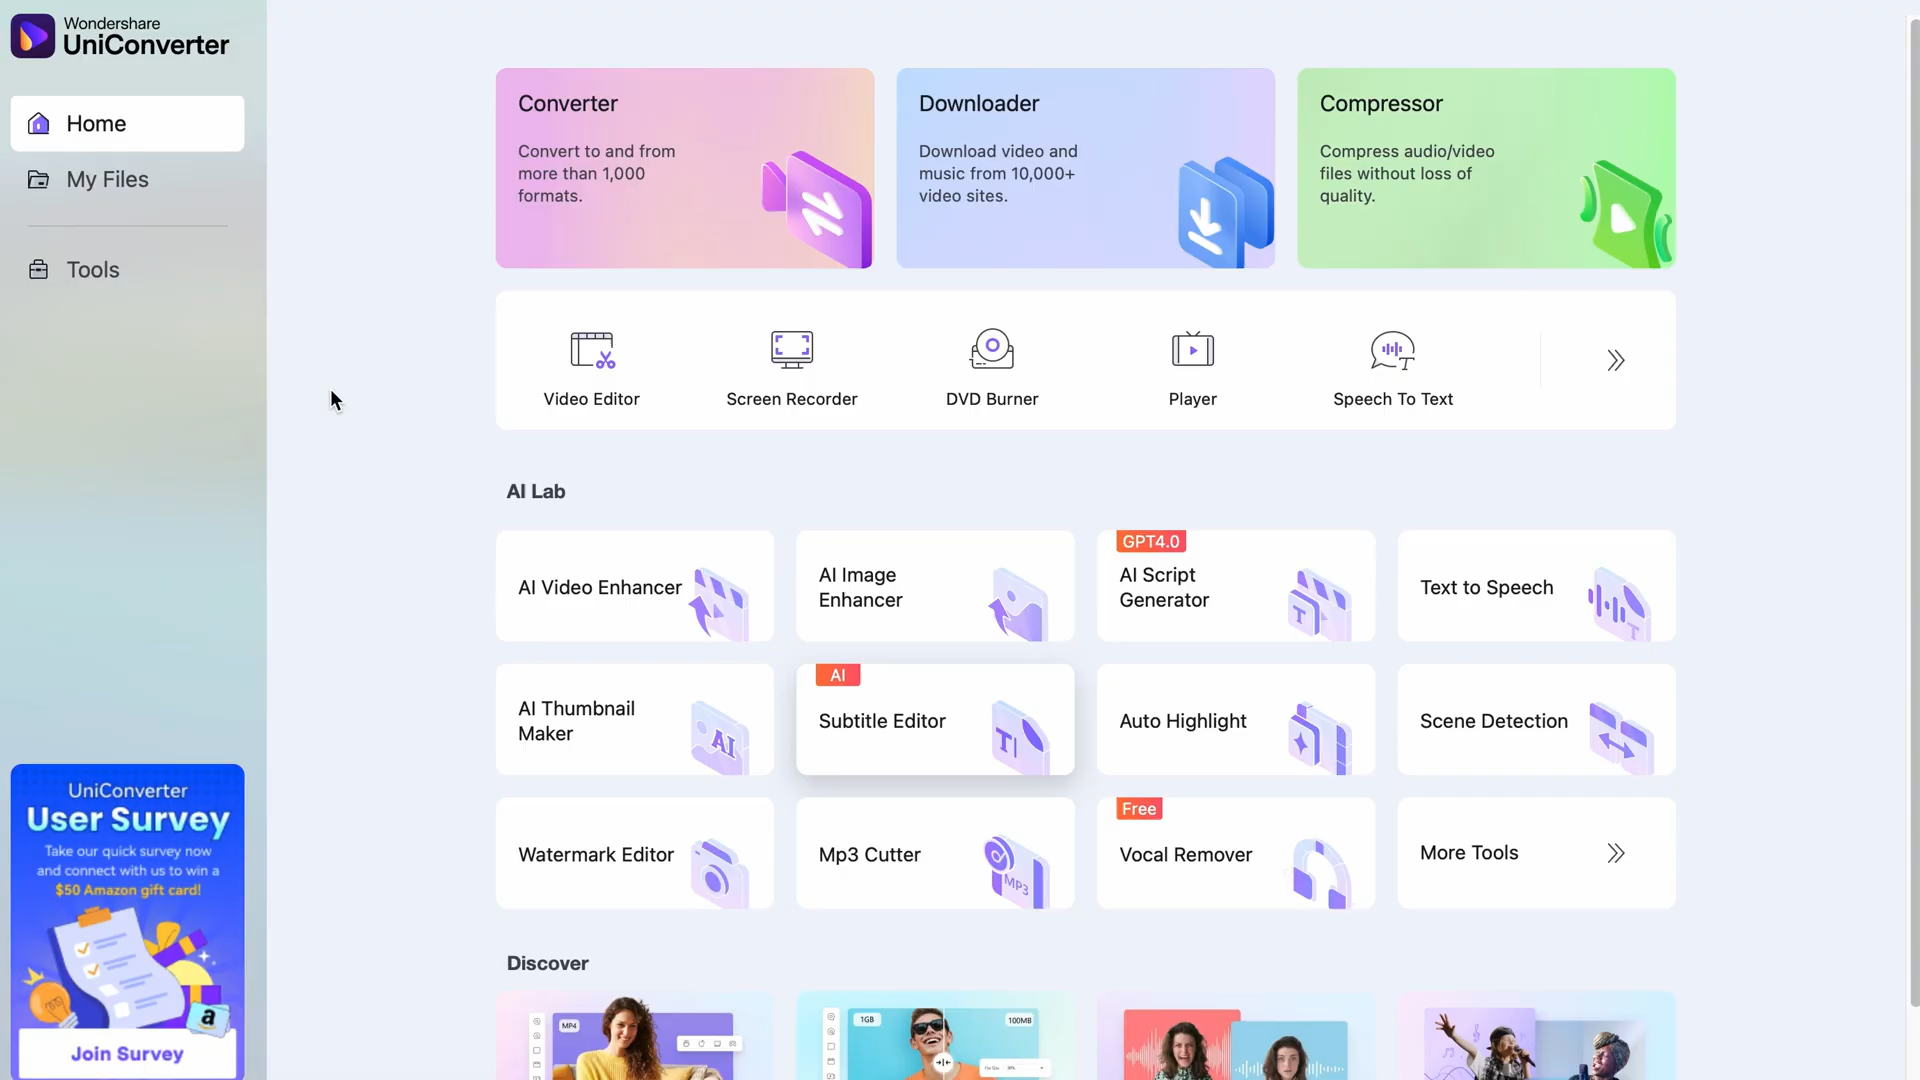 Wondershare
UniConverter
Home
My Files
Tools
Converter
Convert to and from
more than 1,000
formats.
Downloader
Download video and
music from 10,000+
video sites.
Compressor
Compress audio/video
files without loss of
quality.
Video Editor
Screen Recorder
DVD Burner
Player
Speech To Text
AI Lab
AI Video Enhancer
AI Image
Enhancer
GPT4.0
AI Script
Generator
Text to Speech
AI Thumbnail
Maker
AI
AI
Subtitle Editor
Auto Highlight
Scene Detection
Watermark Editor
Mp3 Cutter
MP3
Free
Vocal Remover
More Tools
UniConverter
User Survey
Take our quick survey now
and connect with us to win a
$50 Amazon gift card!
Join Survey
Discover
MP4
1GB
100MB